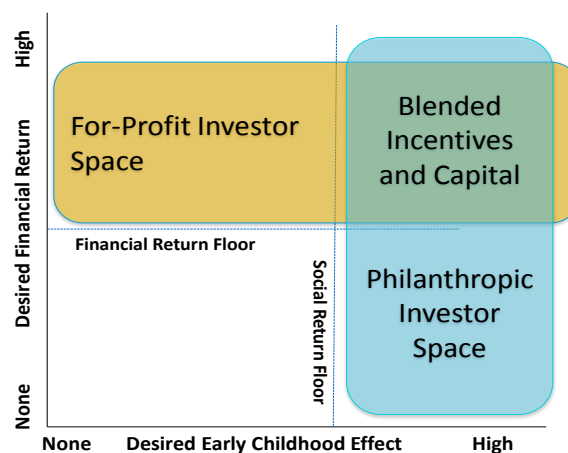 High
Desired Financial Return
None
For-Profit Investor
Space
Blended
Incentives
and Capital
Financial Return Floor
Social Return Floor
Philanthropic
Investor
Space
None
Desired Early Childhood Effect
High